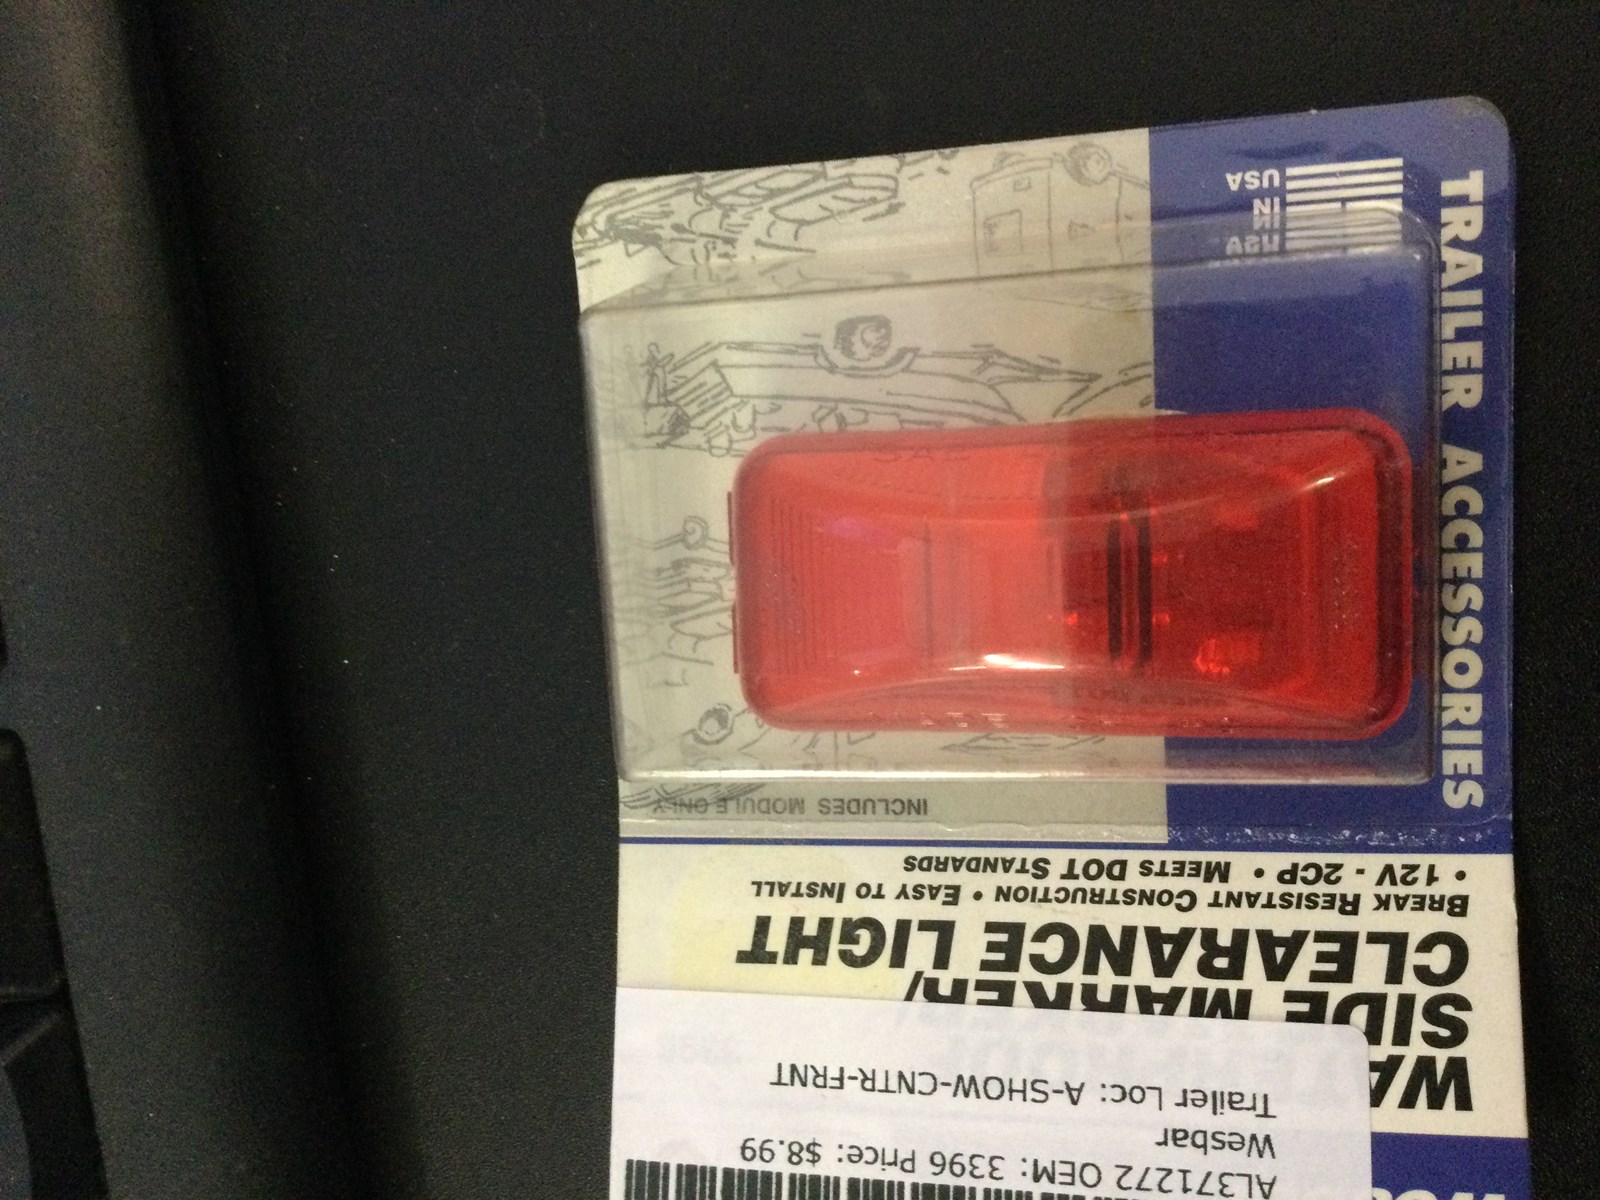 AL371272 OEM: 3396 Price: $8.99
Wesbar
Trailer Loc: A-SHOW-CNTR-FRNT
SIDE MARKER/
CLEARANCE LIGHT
BREAK RESISTANT CONSTRUCTION • EASY TO INSTALL
• 12V - 2CP • MEETS DOT STANDARDS
INCLUDES MODULE ONLY
TRAILER ACCESSORIES
IN
USA